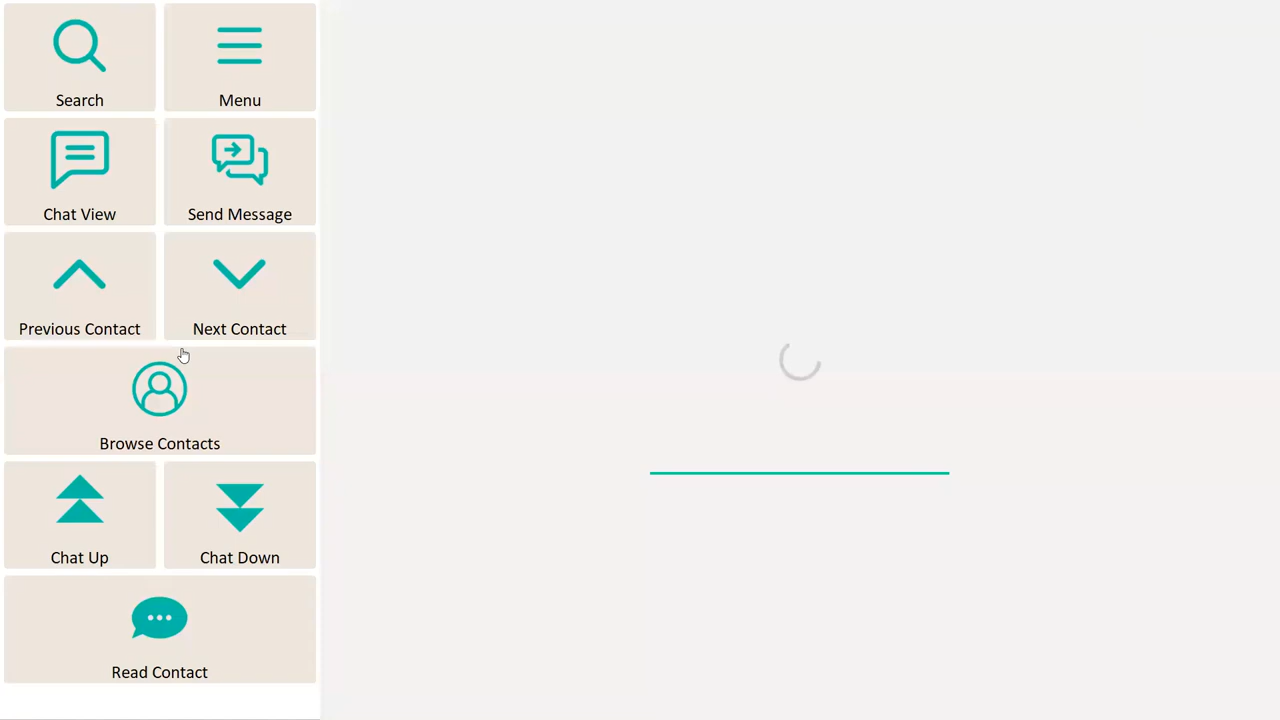 Search
Menu
Chat View
Send Message
Previous Contact
Next Contact
Browse Contacts
Chat Up
Chat Down
Read Contact